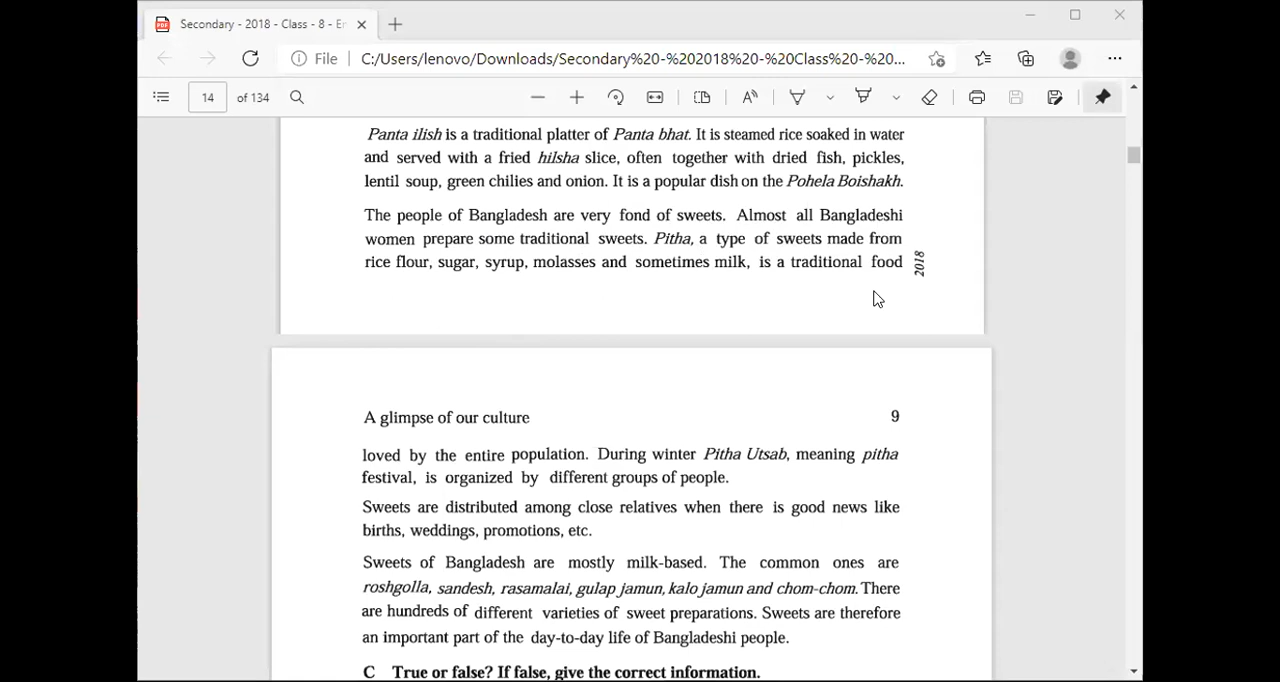 Secondary - 2018 - Class - 8 - En
File C:/Users/lenovo/Downloads/Secondary%20-%202018%20-%20Class%20-%20...
14 of 134
Panta ilish is a traditional platter of Panta bhat. It is steamed rice soaked in water
and served with a fried hilsha slice, often together with dried fish, pickles,
lentil soup, green chilies and onion. It is a popular dish on the Pohela Boishakh.
The people of Bangladesh are very fond of sweets. Almost all Bangladeshi
women prepare some traditional sweets. Pitha, a type of sweets made from
rice flour, sugar, syrup, molasses and sometimes milk, is a traditional food
2018
A glimpse of our culture 9
loved by the entire population. During winter Pitha Utsab, meaning pitha
festival, is organized by different groups of people.
Sweets are distributed among close relatives when there is good news like
births, weddings, promotions, etc.
Sweets of Bangladesh are mostly milk-based. The common ones are
roshgolla, sandesh, rasamalai, gulap jamun, kalo jamun and chom-chom. There
are hundreds of different varieties of sweet preparations. Sweets are therefore
an important part of the day-to-day life of Bangladeshi people.
C True or false? If false, give the correct information.